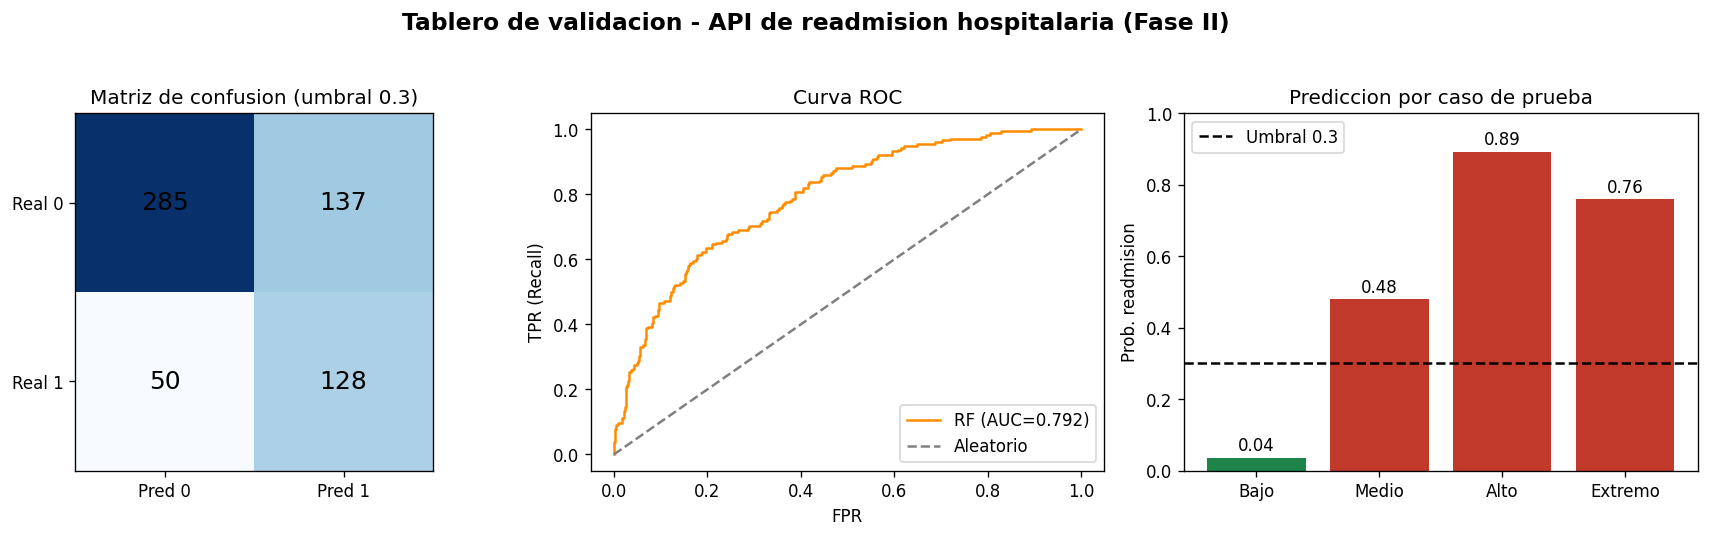 Tablero de validacion - API de readmision hospitalaria (Fase II)
Matriz de confusion (umbral 0.3)
Real 0
285
137
Real 1
50
128
Pred 0
Pred 1
Curva ROC
TPR (Recall)
1.0
0.8
0.6
0.4
0.2
0.0
RF (AUC=0.792)
Aleatorio
0.0
0.2
0.4
0.6
0.8
1.0
FPR
Prediccion por caso de prueba
Prob. readmision
1.0
0.8
0.6
0.4
0.2
0.0
Umbral 0.3
0.04
0.48
0.89
0.76
Bajo
Medio
Alto
Extremo